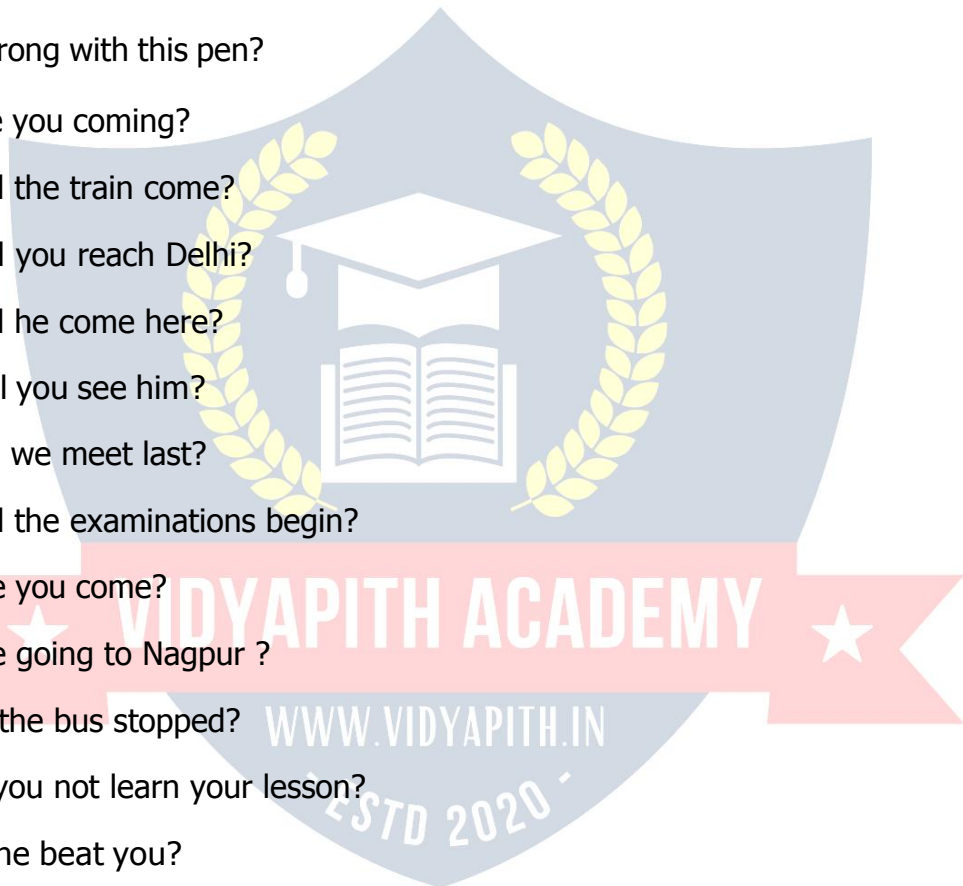 rong with this pen?
e you coming?
l the train come?
l you reach Delhi?
l he come here?
l you see him?
we meet last?
l the examinations begin?
e you come?
VIDYAPITH ACADEMY
e going to Nagpur ?
the bus stopped?
WWW.VIDYAPITH.IN
you not learn your lesson?
ESTD 2020
he beat you?